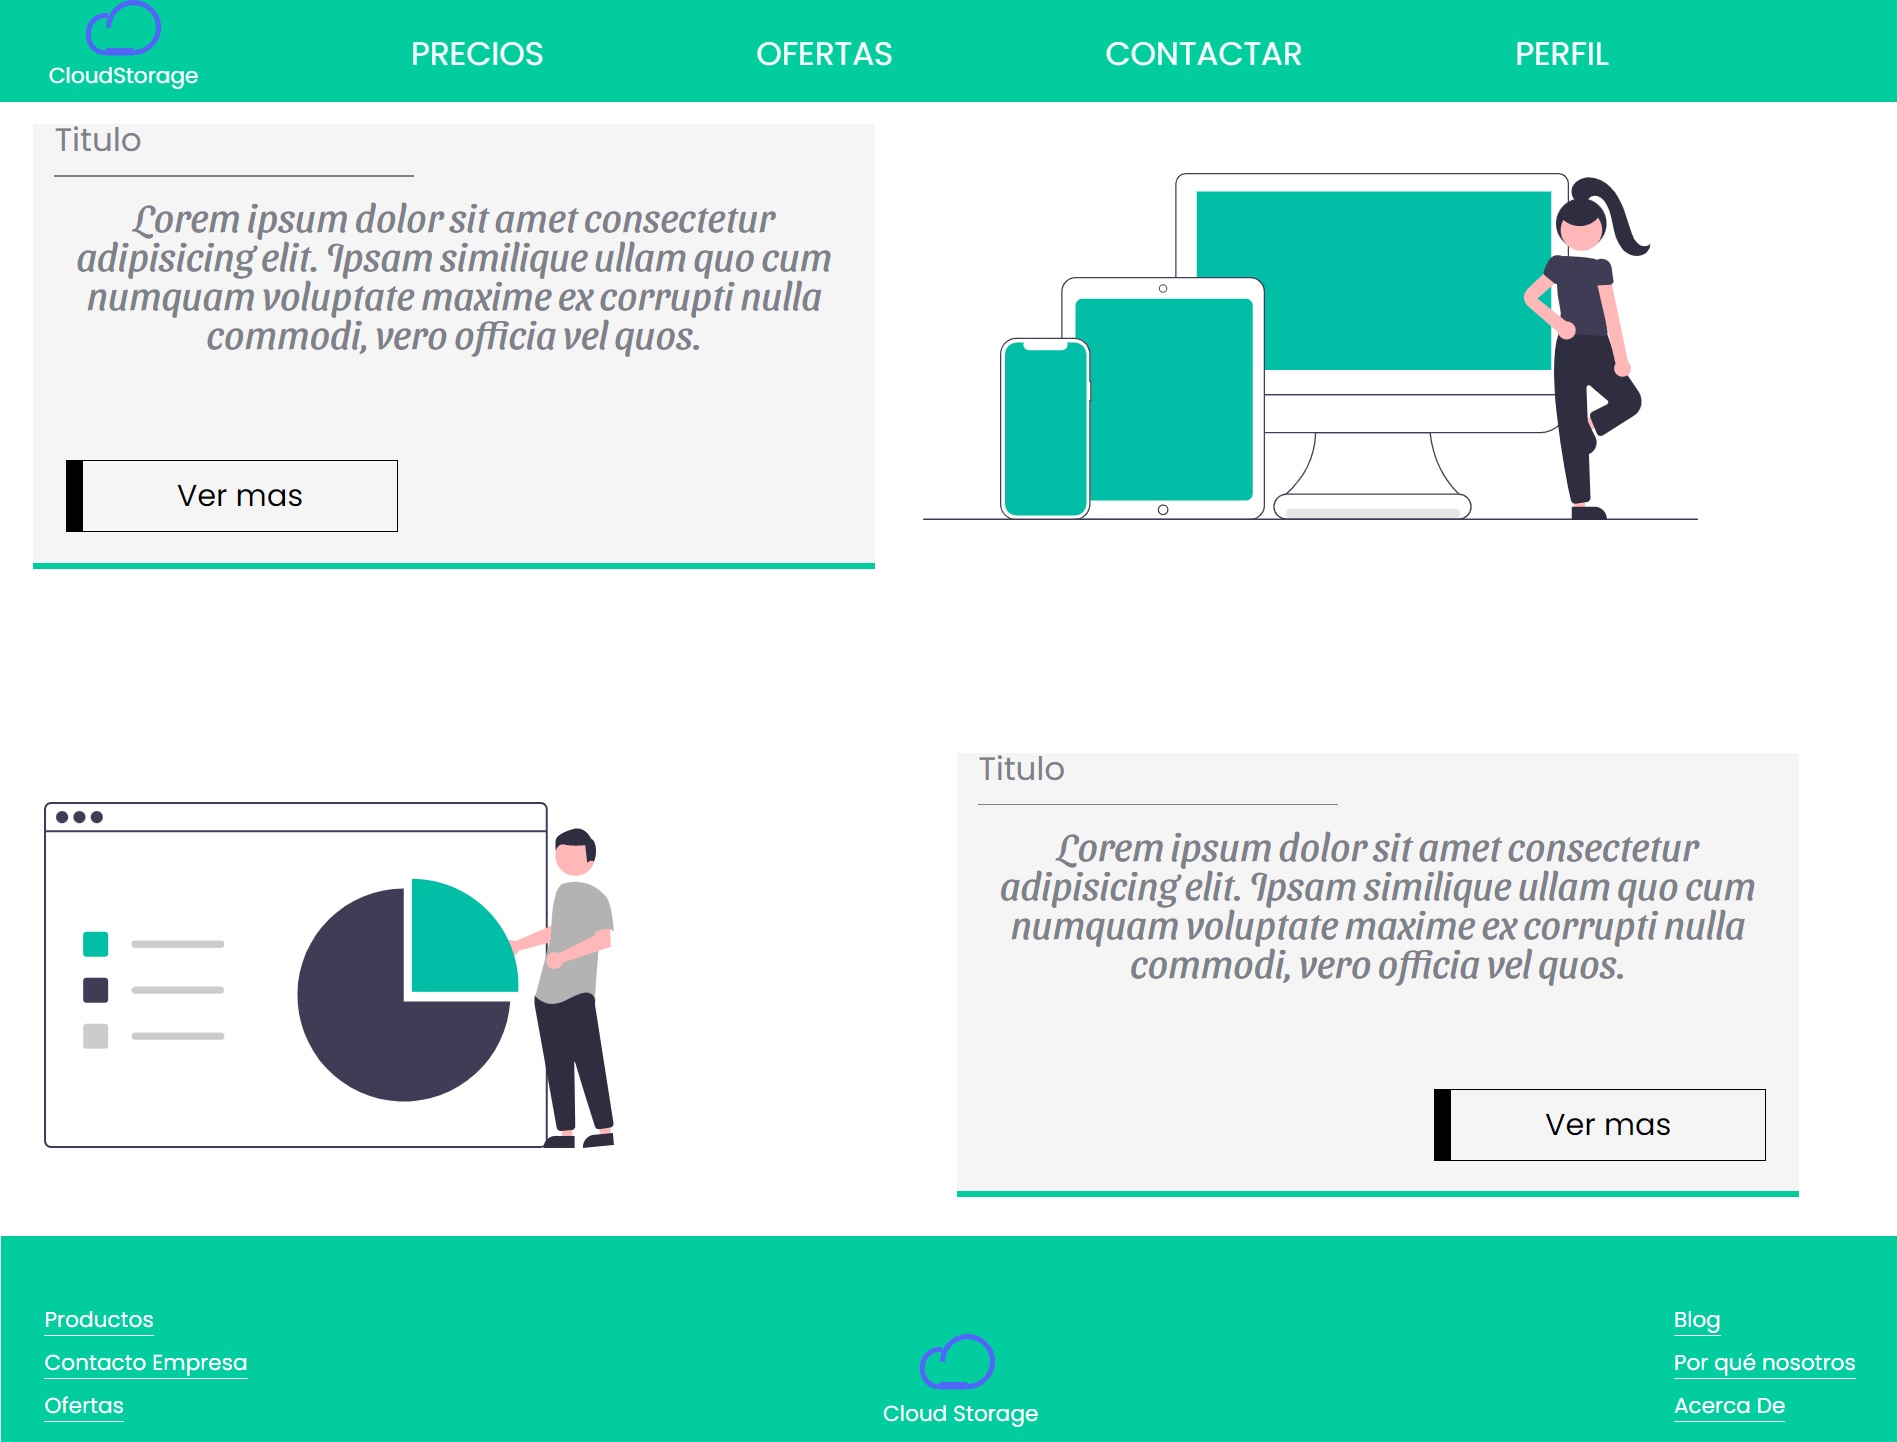 CloudStorage
PRECIOS
OFERTAS
CONTACTAR
PERFIL
Titulo
Lorem ipsum dolor sit amet consectetur
adipisicing elit. Ipsam similique ullam quo cum
numquam voluptate maxime ex corrupti nulla
commodi, vero officia vel quos.
Ver mas
Titulo
Lorem ipsum dolor sit amet consectetur
adipisicing elit. Ipsam similique ullam quo cum
numquam voluptate maxime ex corrupti nulla
commodi, vero officia vel quos.
Ver mas
Productos
Contacto Empresa
Ofertas
Cloud Storage
Blog
Por qué nosotros
Acerca De